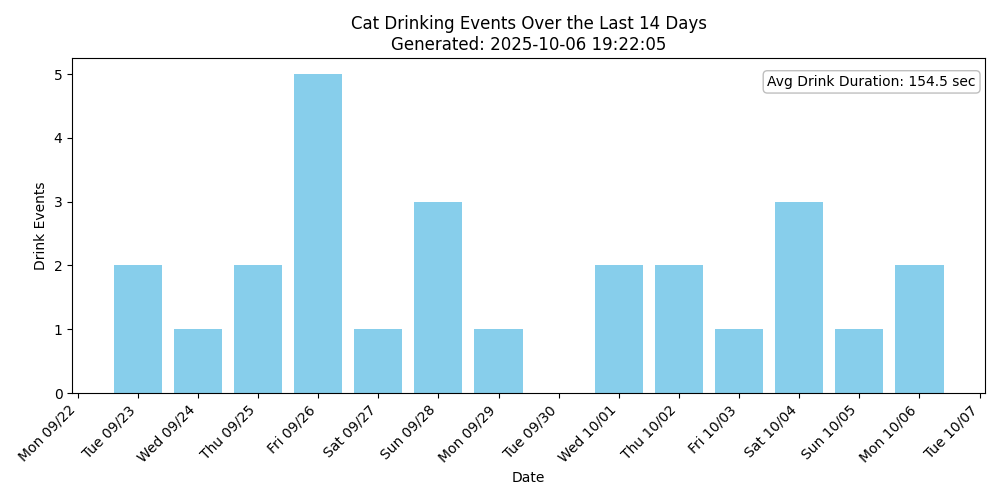 Cat Drinking Events Over the Last 14 Days
Generated: 2025-10-06 19:22:05
Avg Drink Duration: 154.5 sec
Drink Events
5
4
3
2
1
0
Mon 09/22
Tue 09/23
Wed 09/24
Thu 09/25
Fri 09/26
Sat 09/27
Sun 09/28
Mon 09/29
Tue 09/30
Wed 10/01
Thu 10/02
Fri 10/03
Sat 10/04
Sun 10/05
Mon 10/06
Tue 10/07
Date